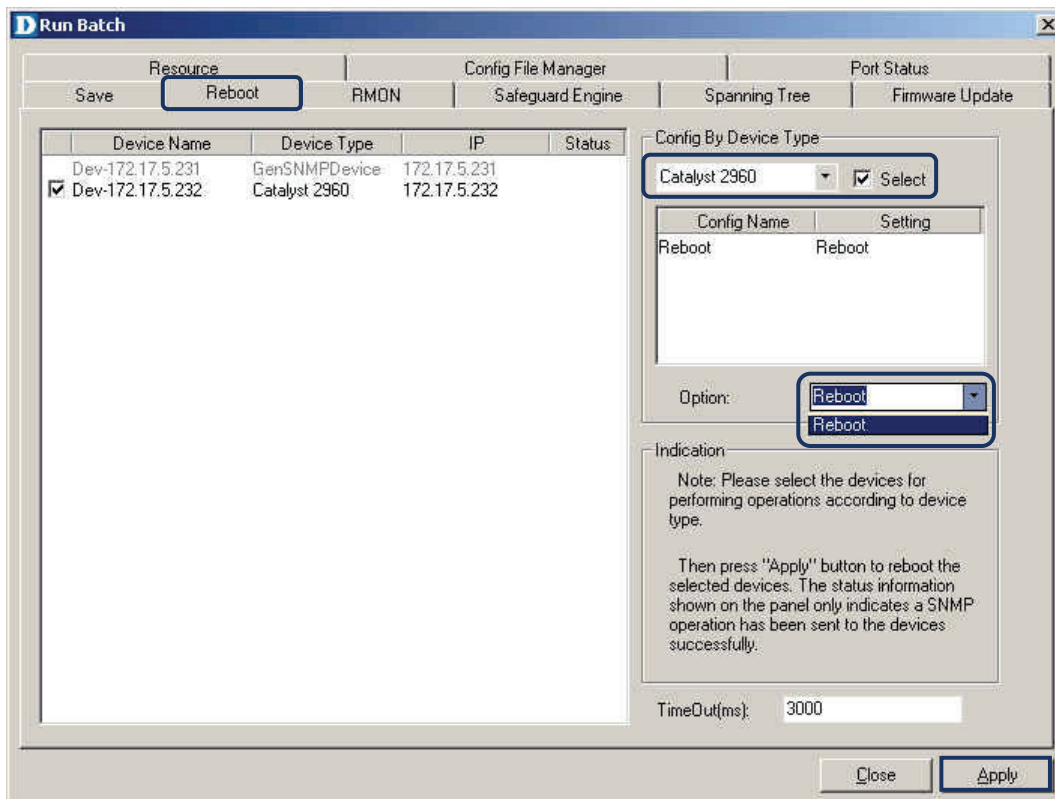 D Run Batch
Resource Config File Manager Port Status
Save Reboot RMON Safeguard Engine Spanning Tree Firmware Update
Device Name Device Type IP Status
Dev-172.17.5.231 GenSNMPDevice 172.17.5.231
Dev-172.17.5.232 Catalyst 2960 172.17.5.232
Config By Device Type
Catalyst 2960 Select
Config Name Setting
Reboot Reboot
Option: Reboot
Reboot
Indication
Note: Please select the devices for
performing operations according to device
type.
Then press "Apply" button to reboot the
selected devices. The status information
shown on the panel only indicates a SNMP
operation has been sent to the devices
successfully.
TimeOut(ms): 3000
Close Apply